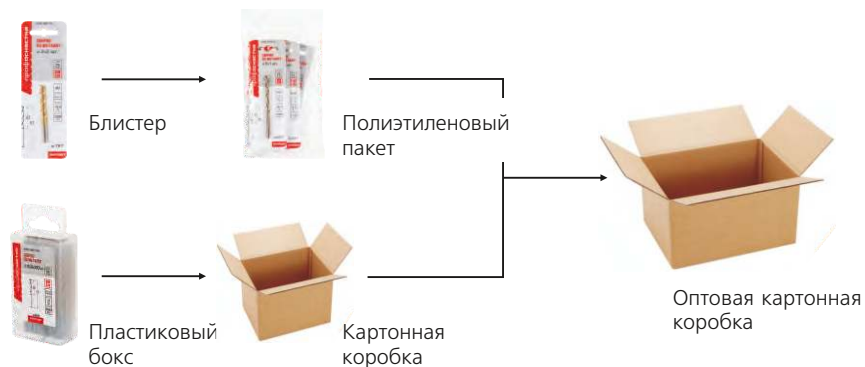 Блистер
Полиэтиленовый
пакет
Пластиковый
бокс
Картонная
коробка
Оптовая картонная
коробка